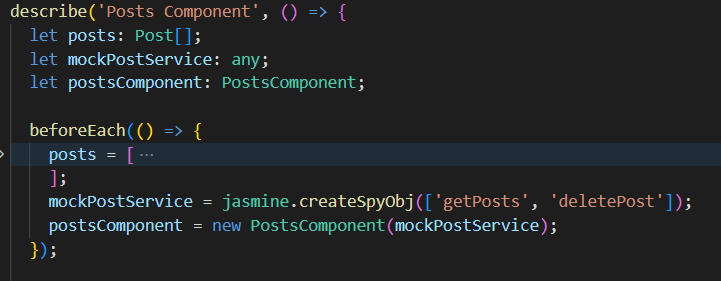 describe('Posts Component', () => {
  let posts: Post[];
  let mockPostService: any;
  let postsComponent: PostsComponent;

  beforeEach(() => {
    posts = [ ···
    ];
    mockPostService = jasmine.createSpyObj(['getPosts', 'deletePost']);
    postsComponent = new PostsComponent(mockPostService);
  });